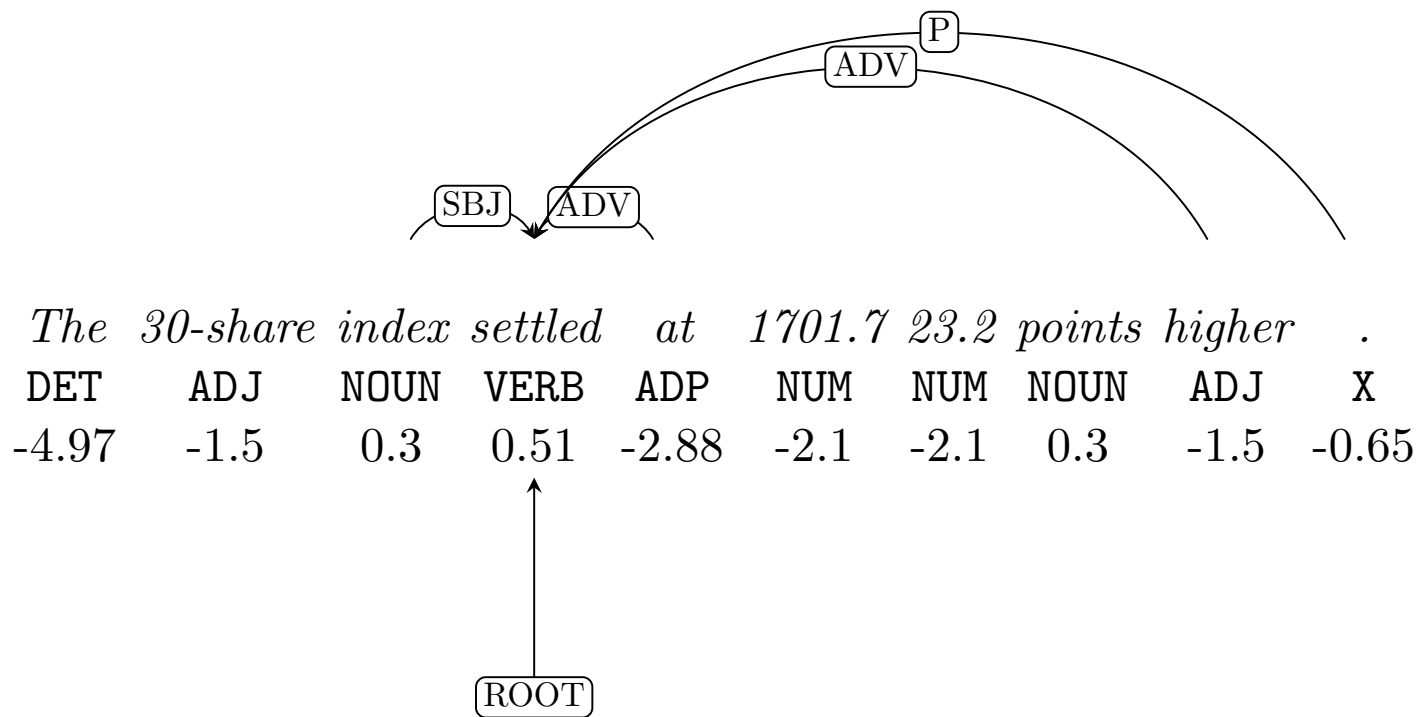 P
ADV
SBJ ADV
The 30-share index settled at 1701.7 23.2 points higher .
DET ADJ NOUN VERB ADP NUM NUM NOUN ADJ X
-4.97 -1.5 0.3 0.51 -2.88 -2.1 -2.1 0.3 -1.5 -0.65
ROOT